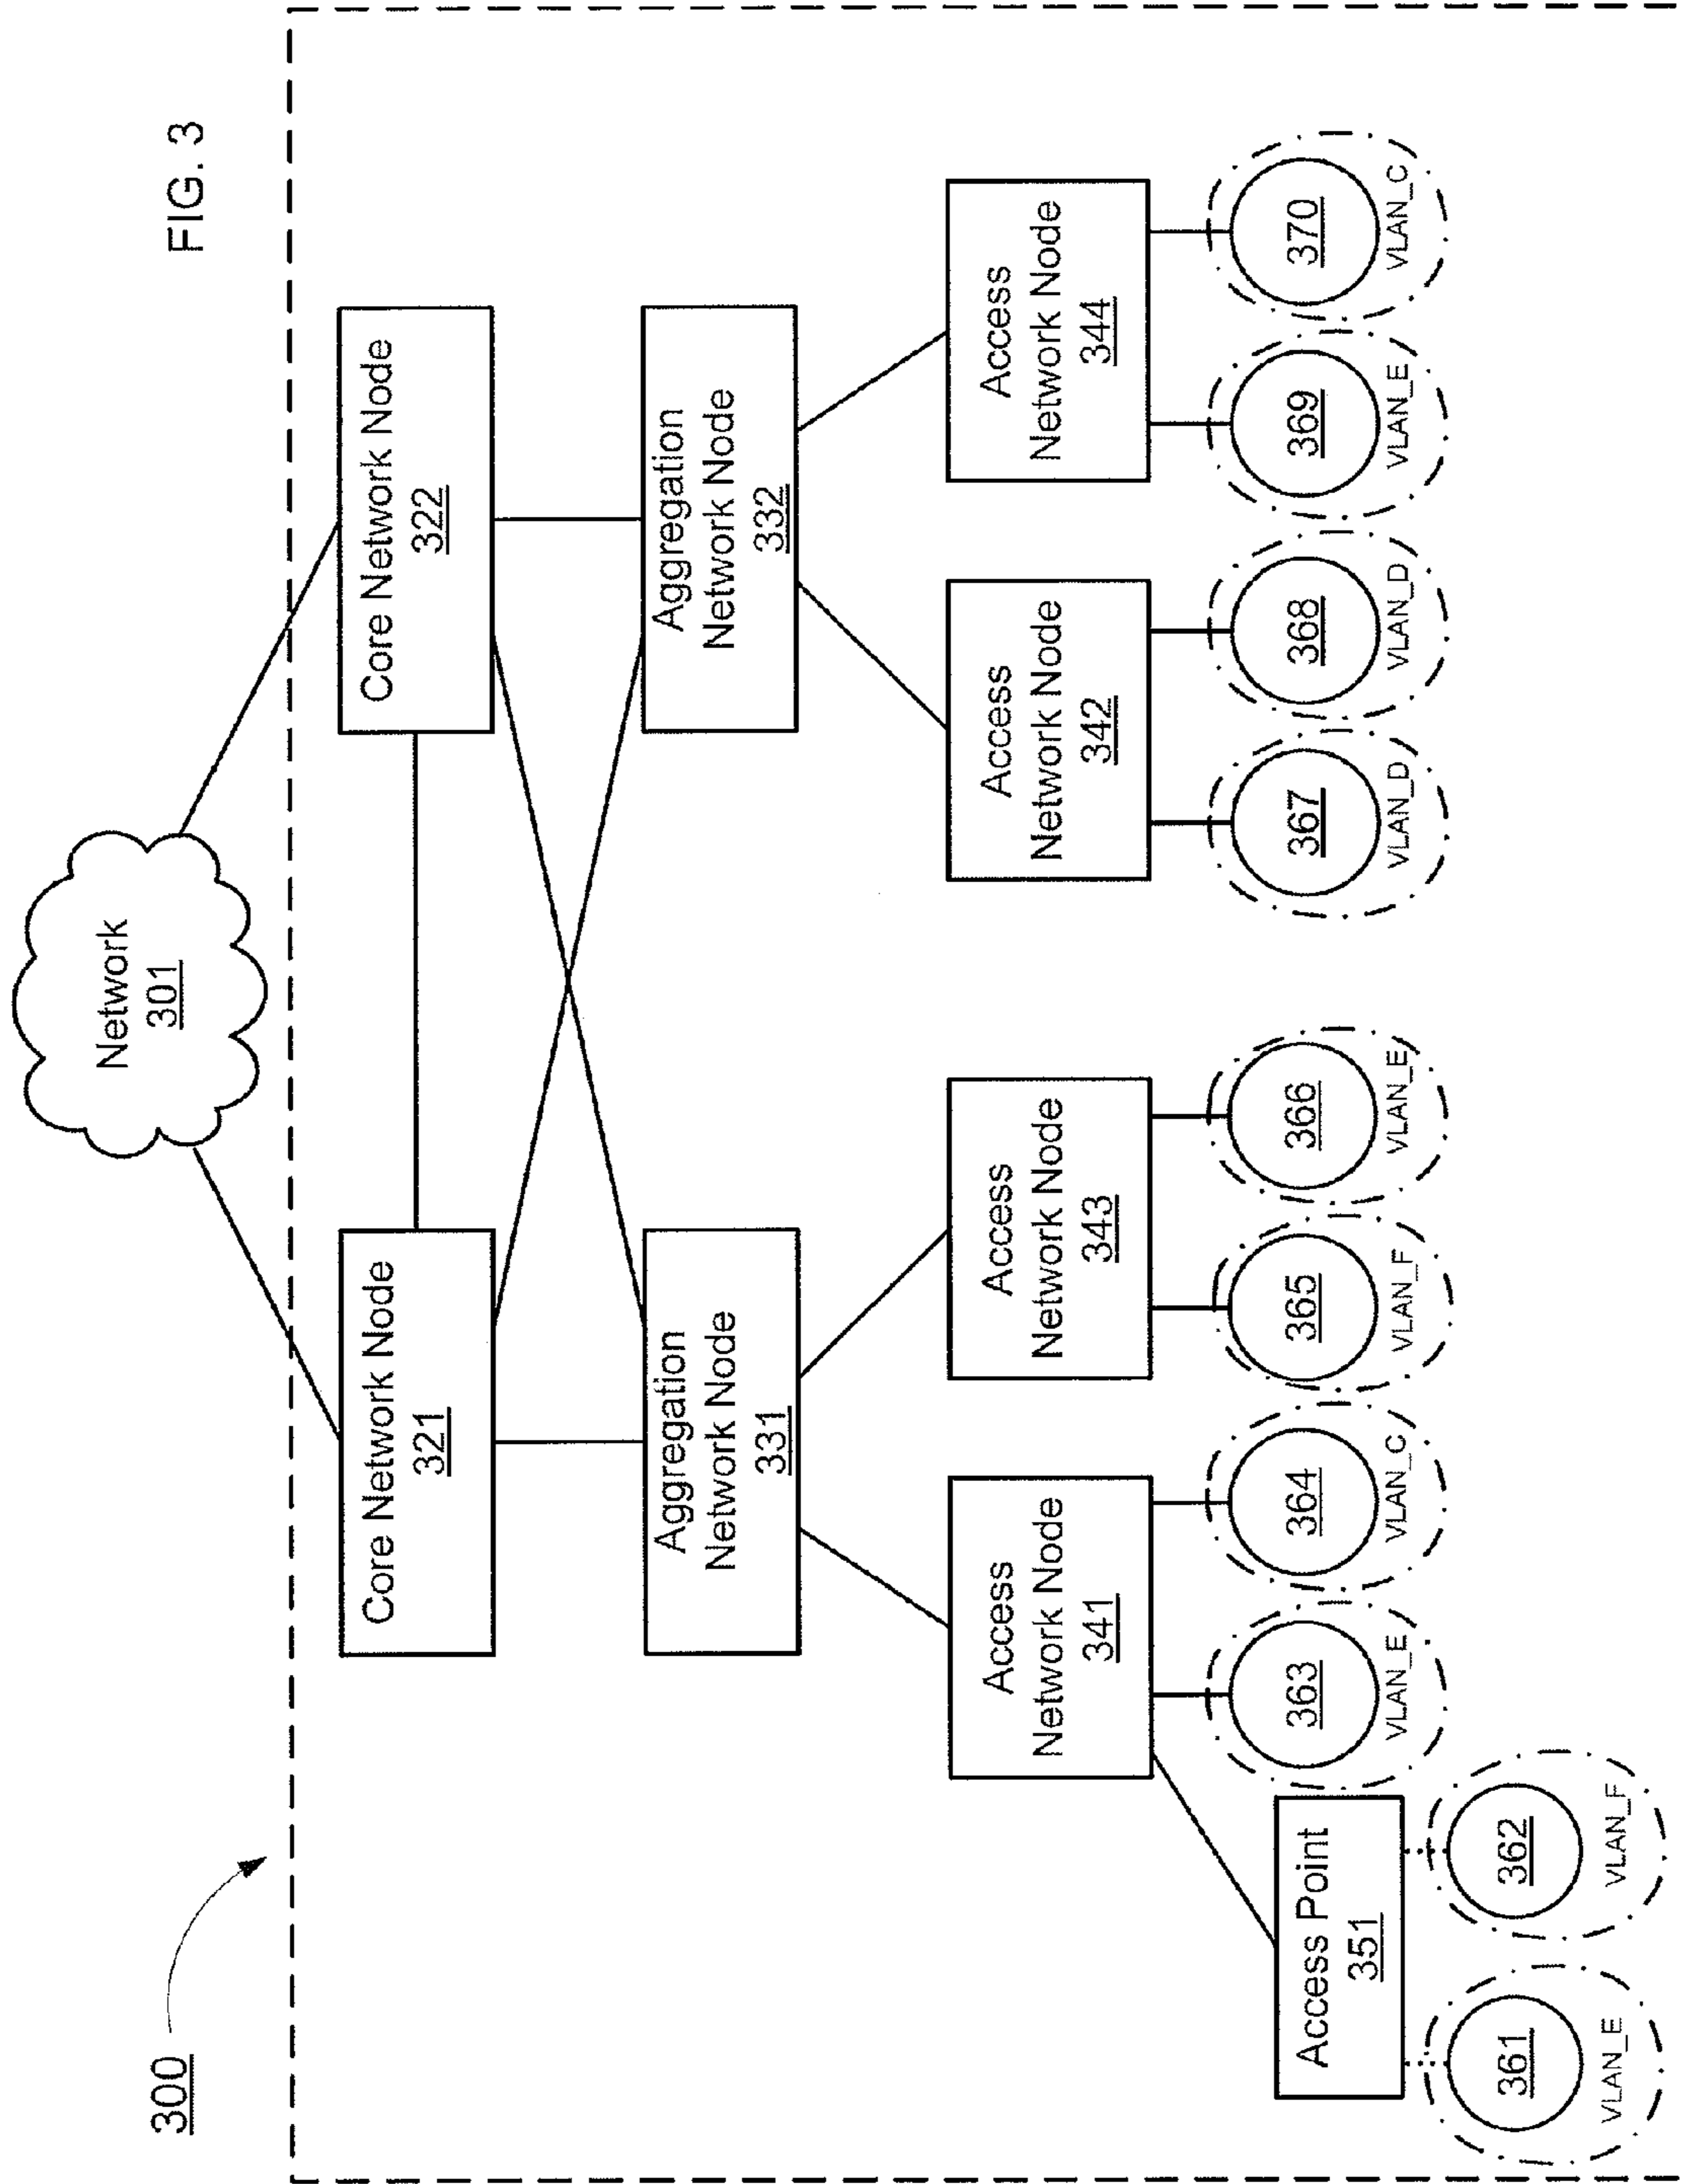 FIG. 3
300
Network
301
Core Network Node
321
Core Network Node
322
Aggregation
Network Node
331
Aggregation
Network Node
332
Access
Network Node
341
Access
Network Node
343
Access
Network Node
342
Access
Network Node
344
Access Point
351
361
VLAN_E
362
VLAN_F
363
VLAN_E
364
VLAN_C
365
VLAN_F
366
VLAN_E
367
VLAN_D
368
VLAN_D
369
VLAN_E
370
VLAN_C